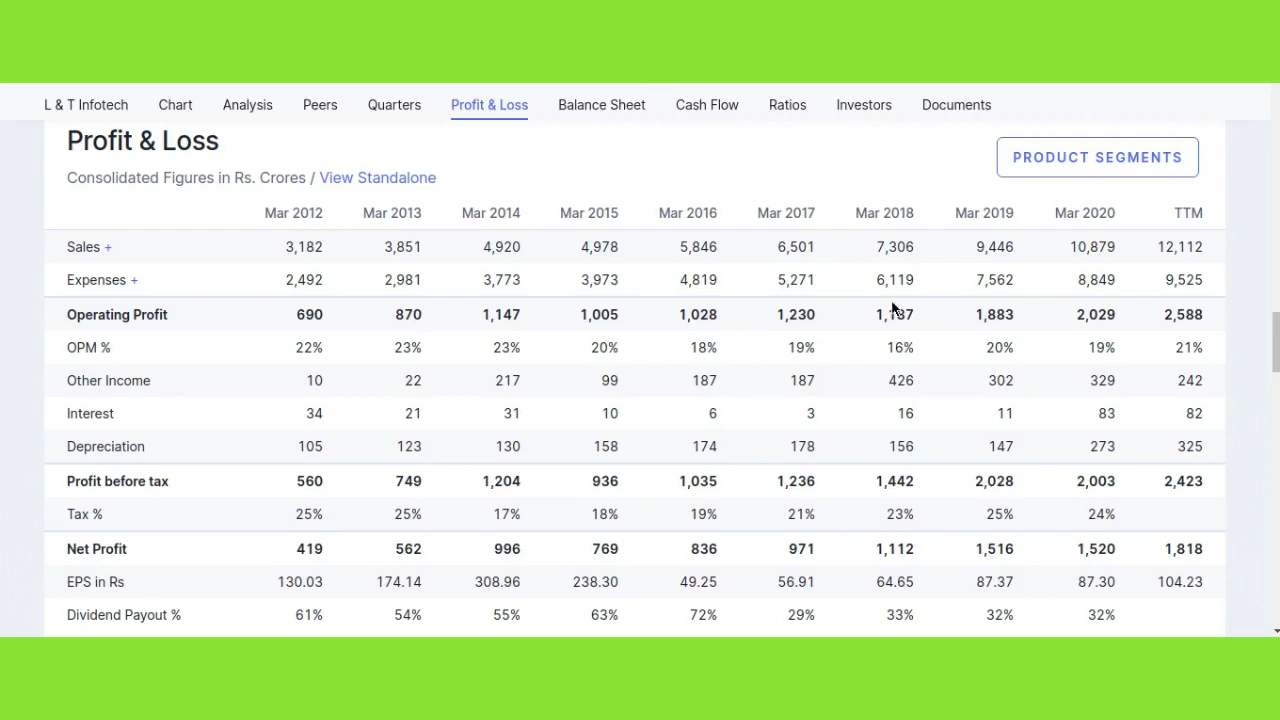 L & T Infotech Chart Analysis Peers Quarters Profit & Loss Balance Sheet Cash Flow Ratios Investors Documents
Profit & Loss
PRODUCT SEGMENTS
Consolidated Figures in Rs. Crores / View Standalone
Mar 2012 Mar 2013 Mar 2014 Mar 2015 Mar 2016 Mar 2017 Mar 2018 Mar 2019 Mar 2020 TTM
Sales + 3,182 3,851 4,920 4,978 5,846 6,501 7,306 9,446 10,879 12,112
Expenses + 2,492 2,981 3,773 3,973 4,819 5,271 6,119 7,562 8,849 9,525
Operating Profit 690 870 1,147 1,005 1,028 1,230 1,187 1,883 2,029 2,588
OPM % 22% 23% 23% 20% 18% 19% 16% 20% 19% 21%
Other Income 10 22 217 99 187 187 426 302 329 242
Interest 34 21 31 10 6 3 16 11 83 82
Depreciation 105 123 130 158 174 178 156 147 273 325
Profit before tax 560 749 1,204 936 1,035 1,236 1,442 2,028 2,003 2,423
Tax % 25% 25% 17% 18% 19% 21% 23% 25% 24%
Net Profit 419 562 996 769 836 971 1,112 1,516 1,520 1,818
EPS in Rs 130.03 174.14 308.96 238.30 49.25 56.91 64.65 87.37 87.30 104.23
Dividend Payout % 61% 54% 55% 63% 72% 29% 33% 32% 32%